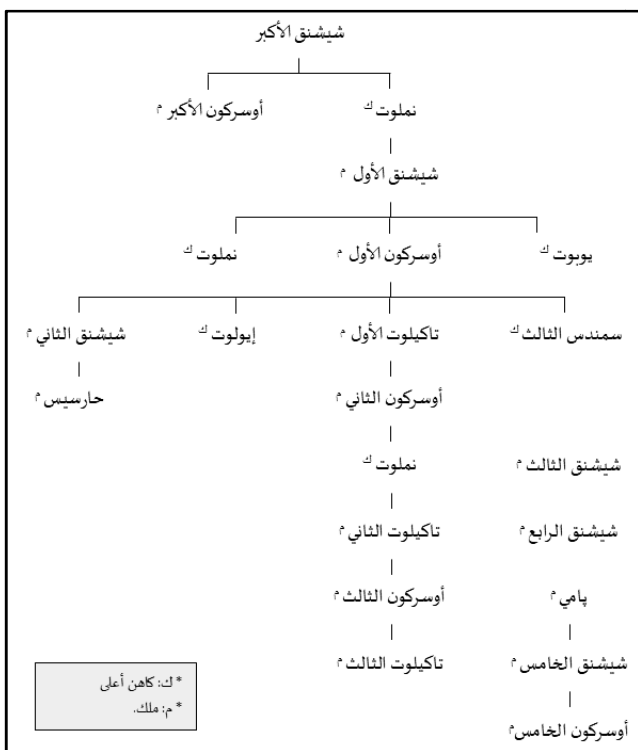 شيشنق الأكبر
نملوت ك أوسركون الأكبر م
شيشنق الأول م
يوبوت ك أوسركون الأول م نملوت ك
سمندس الثالث ك تاكيلوت الأول م إيولوت ك شيشنق الثاني م
أوسركون الثاني م حارسيس م
شيشنق الثالث م نملوت ك
شيشنق الرابع م تاكيلوت الثاني م
پامي م أوسركون الثالث م
شيشنق الخامس م تاكيلوت الثالث م
أوسركون الخامس م
* ك: كاهن أعلى
* م: ملك.